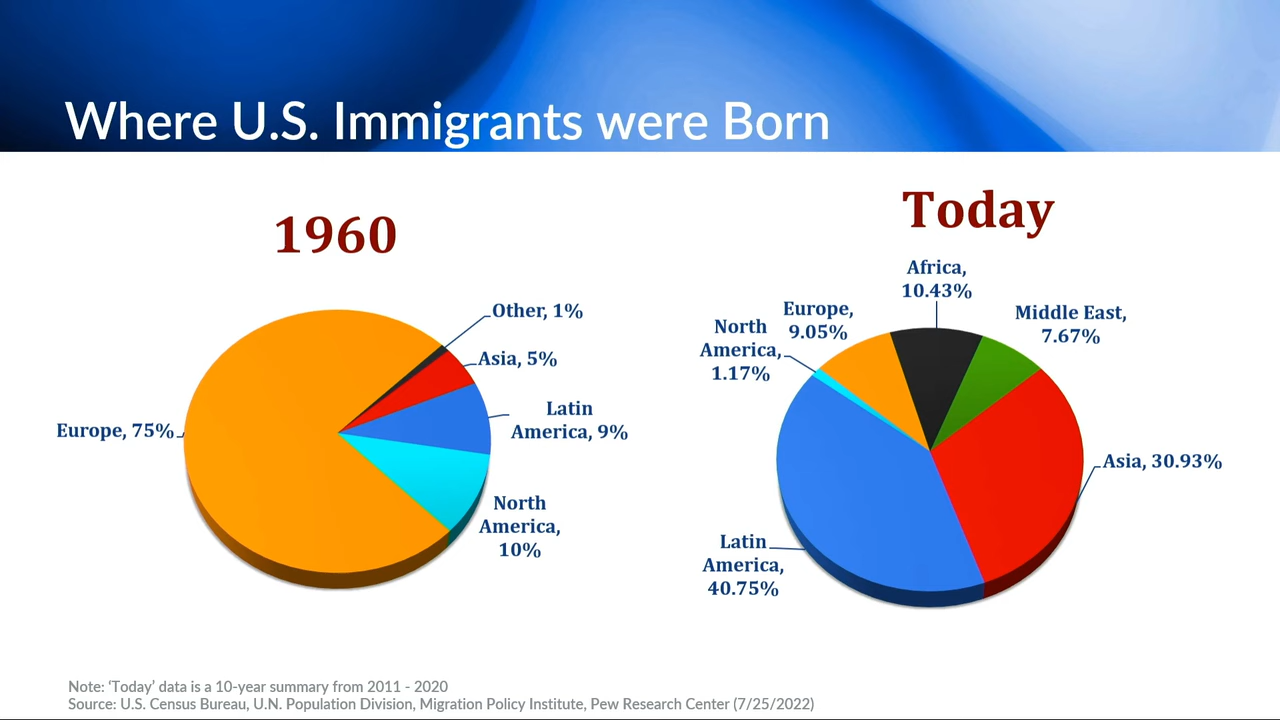 Where U.S. Immigrants were Born
1960
Other, 1%
Asia, 5%
Latin
America, 9%
Europe, 75%
North
America,
10%
Today
Africa,
10.43%
Europe,
9.05%
Middle East,
7.67%
North
America,
1.17%
Asia, 30.93%
Latin
America,
40.75%
Note: ‘Today’ data is a 10-year summary from 2011 - 2020
Source: U.S. Census Bureau, U.N. Population Division, Migration Policy Institute, Pew Research Center (7/25/2022)